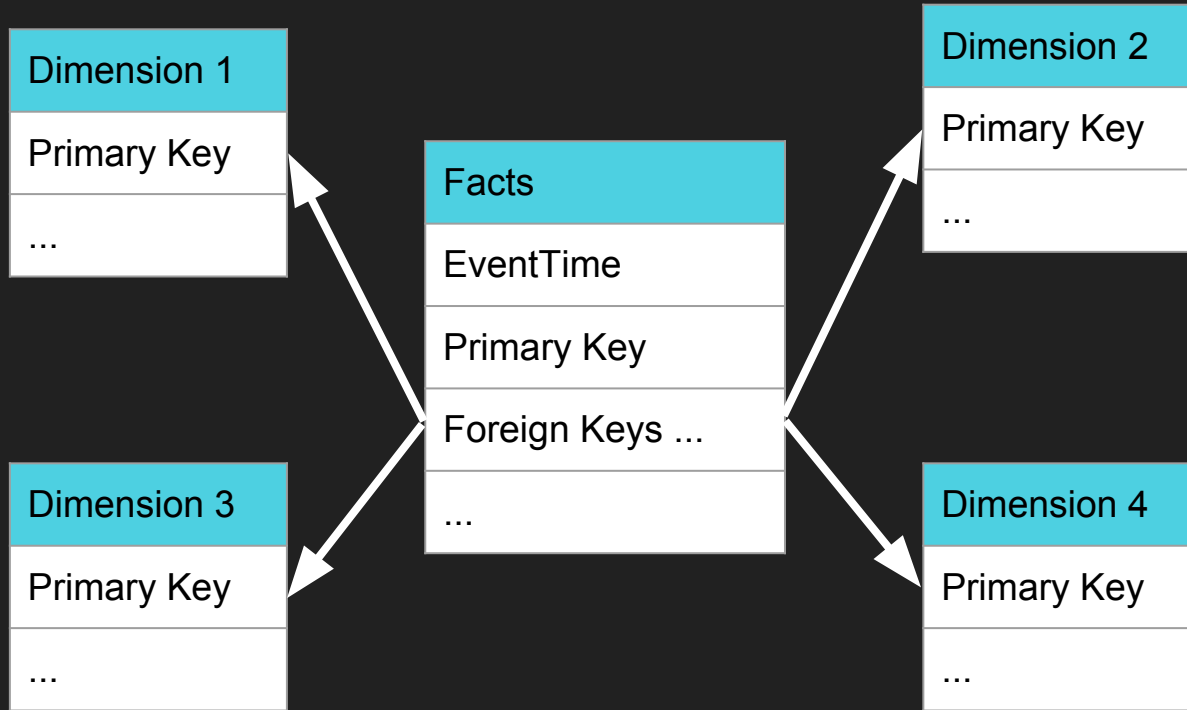 Dimension 1
Primary Key
...
Dimension 2
Primary Key
...
Facts
EventTime
Primary Key
Foreign Keys ...
...
Dimension 3
Primary Key
...
Dimension 4
Primary Key
...